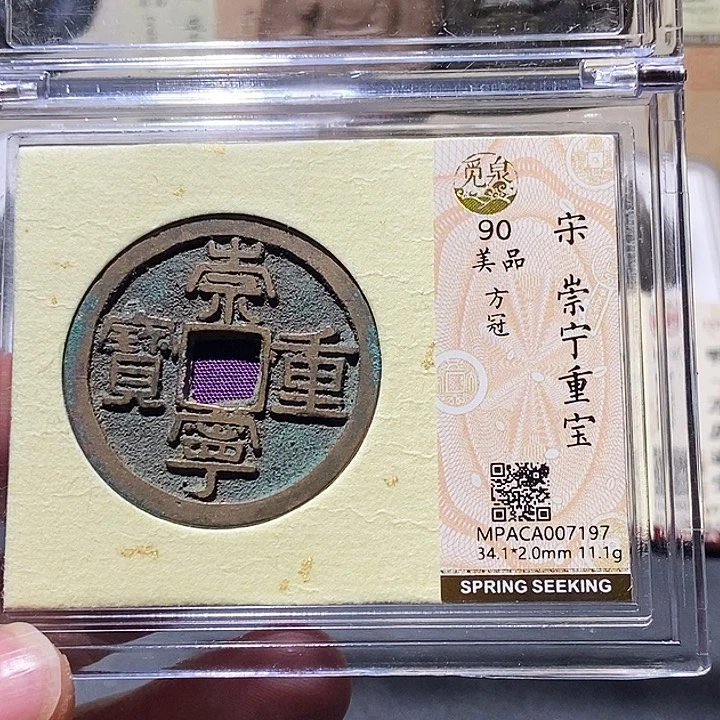 崇
寧
重
寶
觅泉
90
美品
方冠
宋 崇宁重宝
MPACA007197
34.1*2.0mm 11.1g
SPRING SEEKING